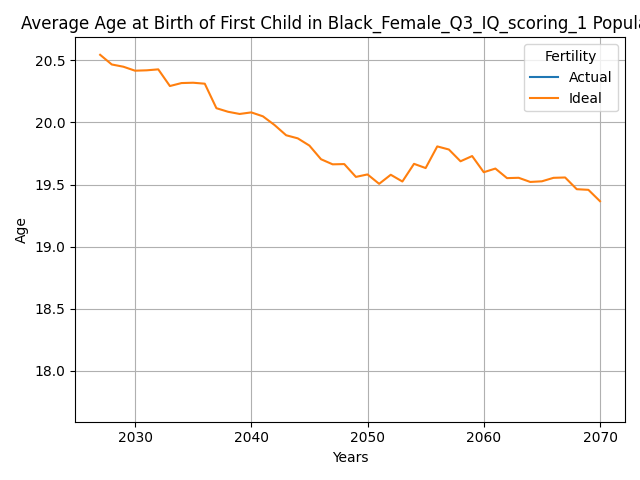 Average Age at Birth of First Child in Black_Female_Q3_IQ_scoring_1 Popula
Fertility
Actual
Ideal
20.5
20.0
19.5
19.0
18.5
18.0
Age
2030 2040 2050 2060 2070
Years